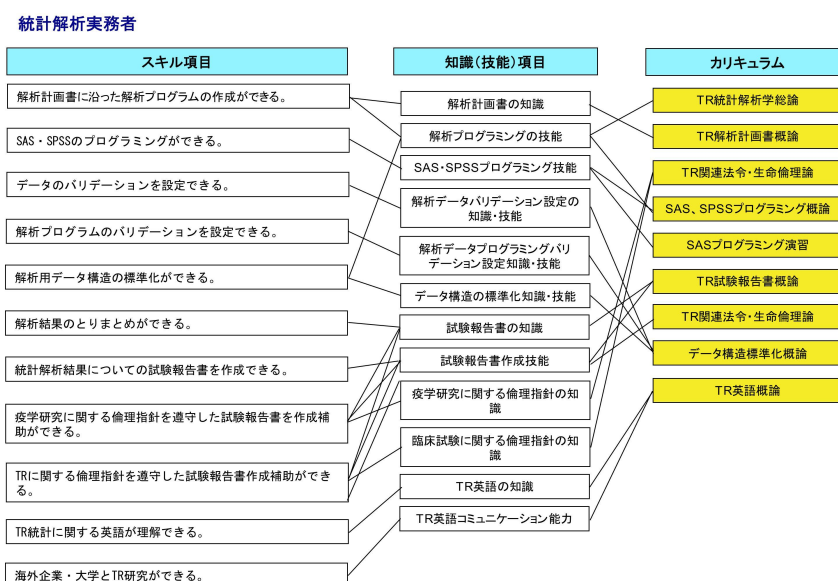 統計解析実務者
スキル項目
解析計画書に沿った解析プログラムの作成ができる。
SAS・SPSSのプログラミングができる。
データのバリデーションを設定できる。
解析プログラムのバリデーションを設定できる。
解析用データ構造の標準化ができる。
解析結果のとりまとめができる。
統計解析結果についての試験報告書を作成できる。
疫学研究に関する倫理指針を遵守した試験報告書を作成補
助ができる。
TRに関する倫理指針を遵守した試験報告書作成補助ができ
る。
TR統計に関する英語が理解できる。
海外企業・大学とTR研究ができる。
知識(技能)項目
解析計画書の知識
解析プログラミングの技能
SAS・SPSSプログラミング技能
解析データバリデーション設定の
知識・技能
解析データプログラミングバリ
デーション設定知識・技能
データ構造の標準化知識・技能
試験報告書の知識
試験報告書作成技能
疫学研究に関する倫理指針の知
識
臨床試験に関する倫理指針の知
識
TR英語の知識
TR英語コミュニケーション能力
カリキュラム
TR統計解析学総論
TR解析計画書概論
TR関連法令・生命倫理論
SAS、SPSSプログラミング概論
SASプログラミング演習
TR試験報告書概論
TR関連法令・生命倫理論
データ構造標準化概論
TR英語概論